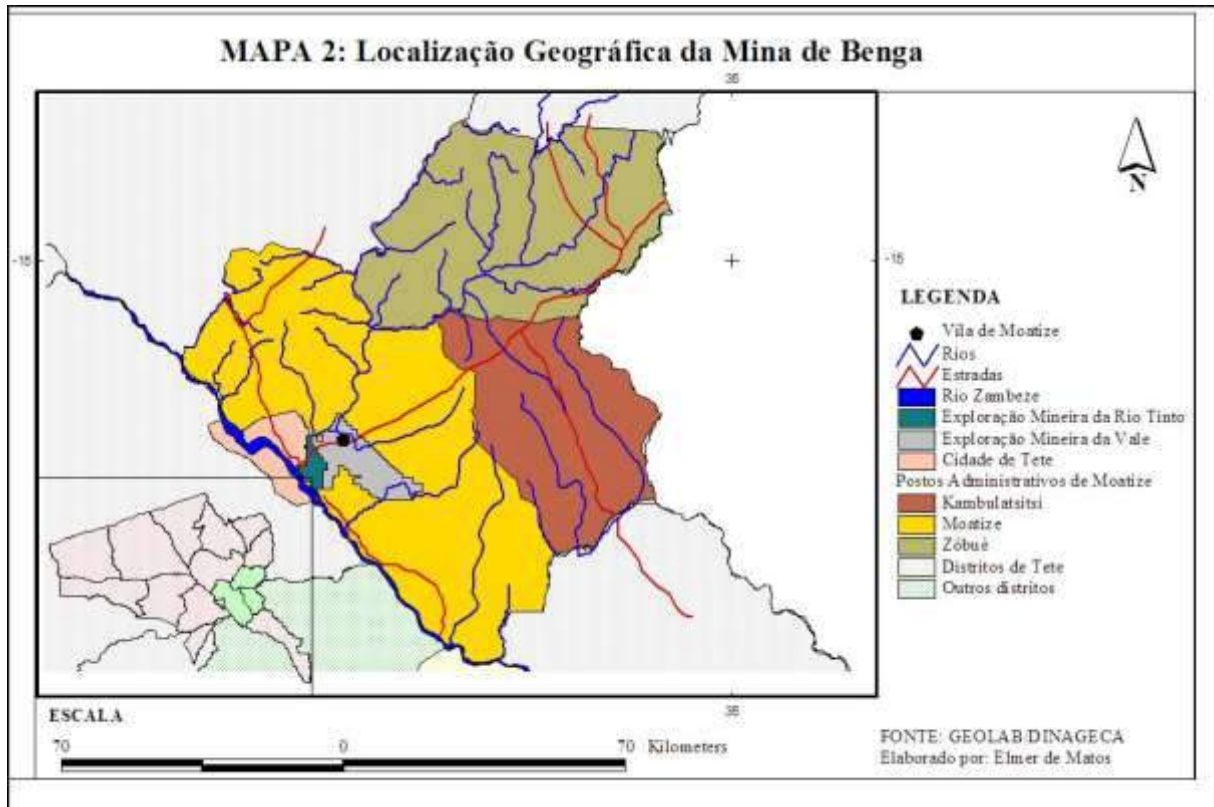 MAPA 2: Localização Geográfica da Mina de Benga
36
-15
-15
N
LEGENDA
Vila de Moatize
Rios
Estradas
Rio Zambeze
Exploração Mineira da Rio Tinto
Exploração Mineira da Vale
Cidade de Tete
Postos Administrativos de Moatize
Kambulatsitsi
Moatize
Zóbuè
Distritos de Tete
Outros distritos
36
ESCALA
70 0 70 Kilometers
FONTE: GEOLAB DINAGECA
Elaborado por: Elmer de Matos